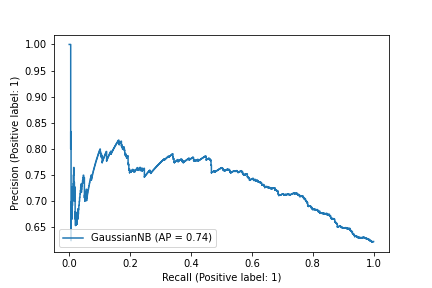 1.00
0.95
0.90
0.85
0.80
0.75
0.70
0.65
Precision (Positive label: 1)
GaussianNB (AP = 0.74)
0.0 0.2 0.4 0.6 0.8 1.0
Recall (Positive label: 1)